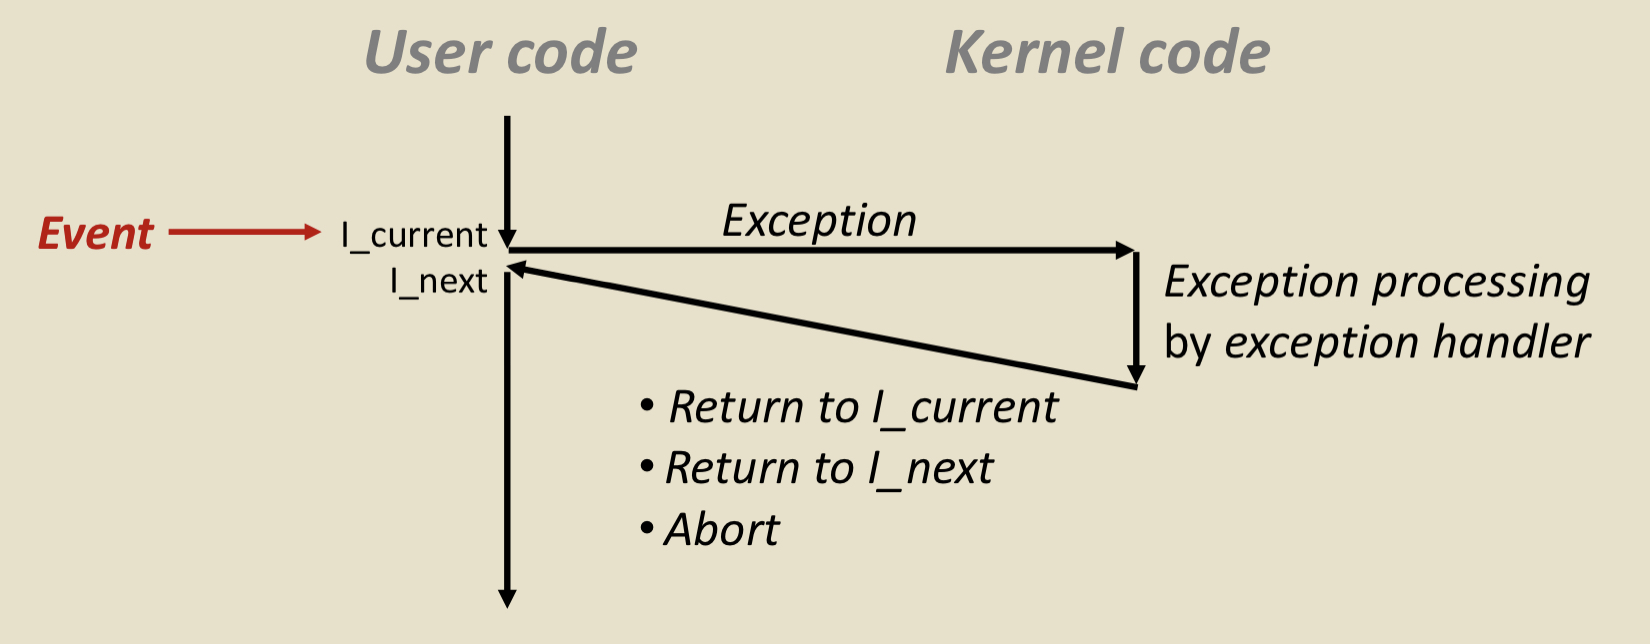 User code
Kernel code
Event
I_current
I_next
Exception
Exception processing
by exception handler
• Return to I_current
• Return to I_next
• Abort